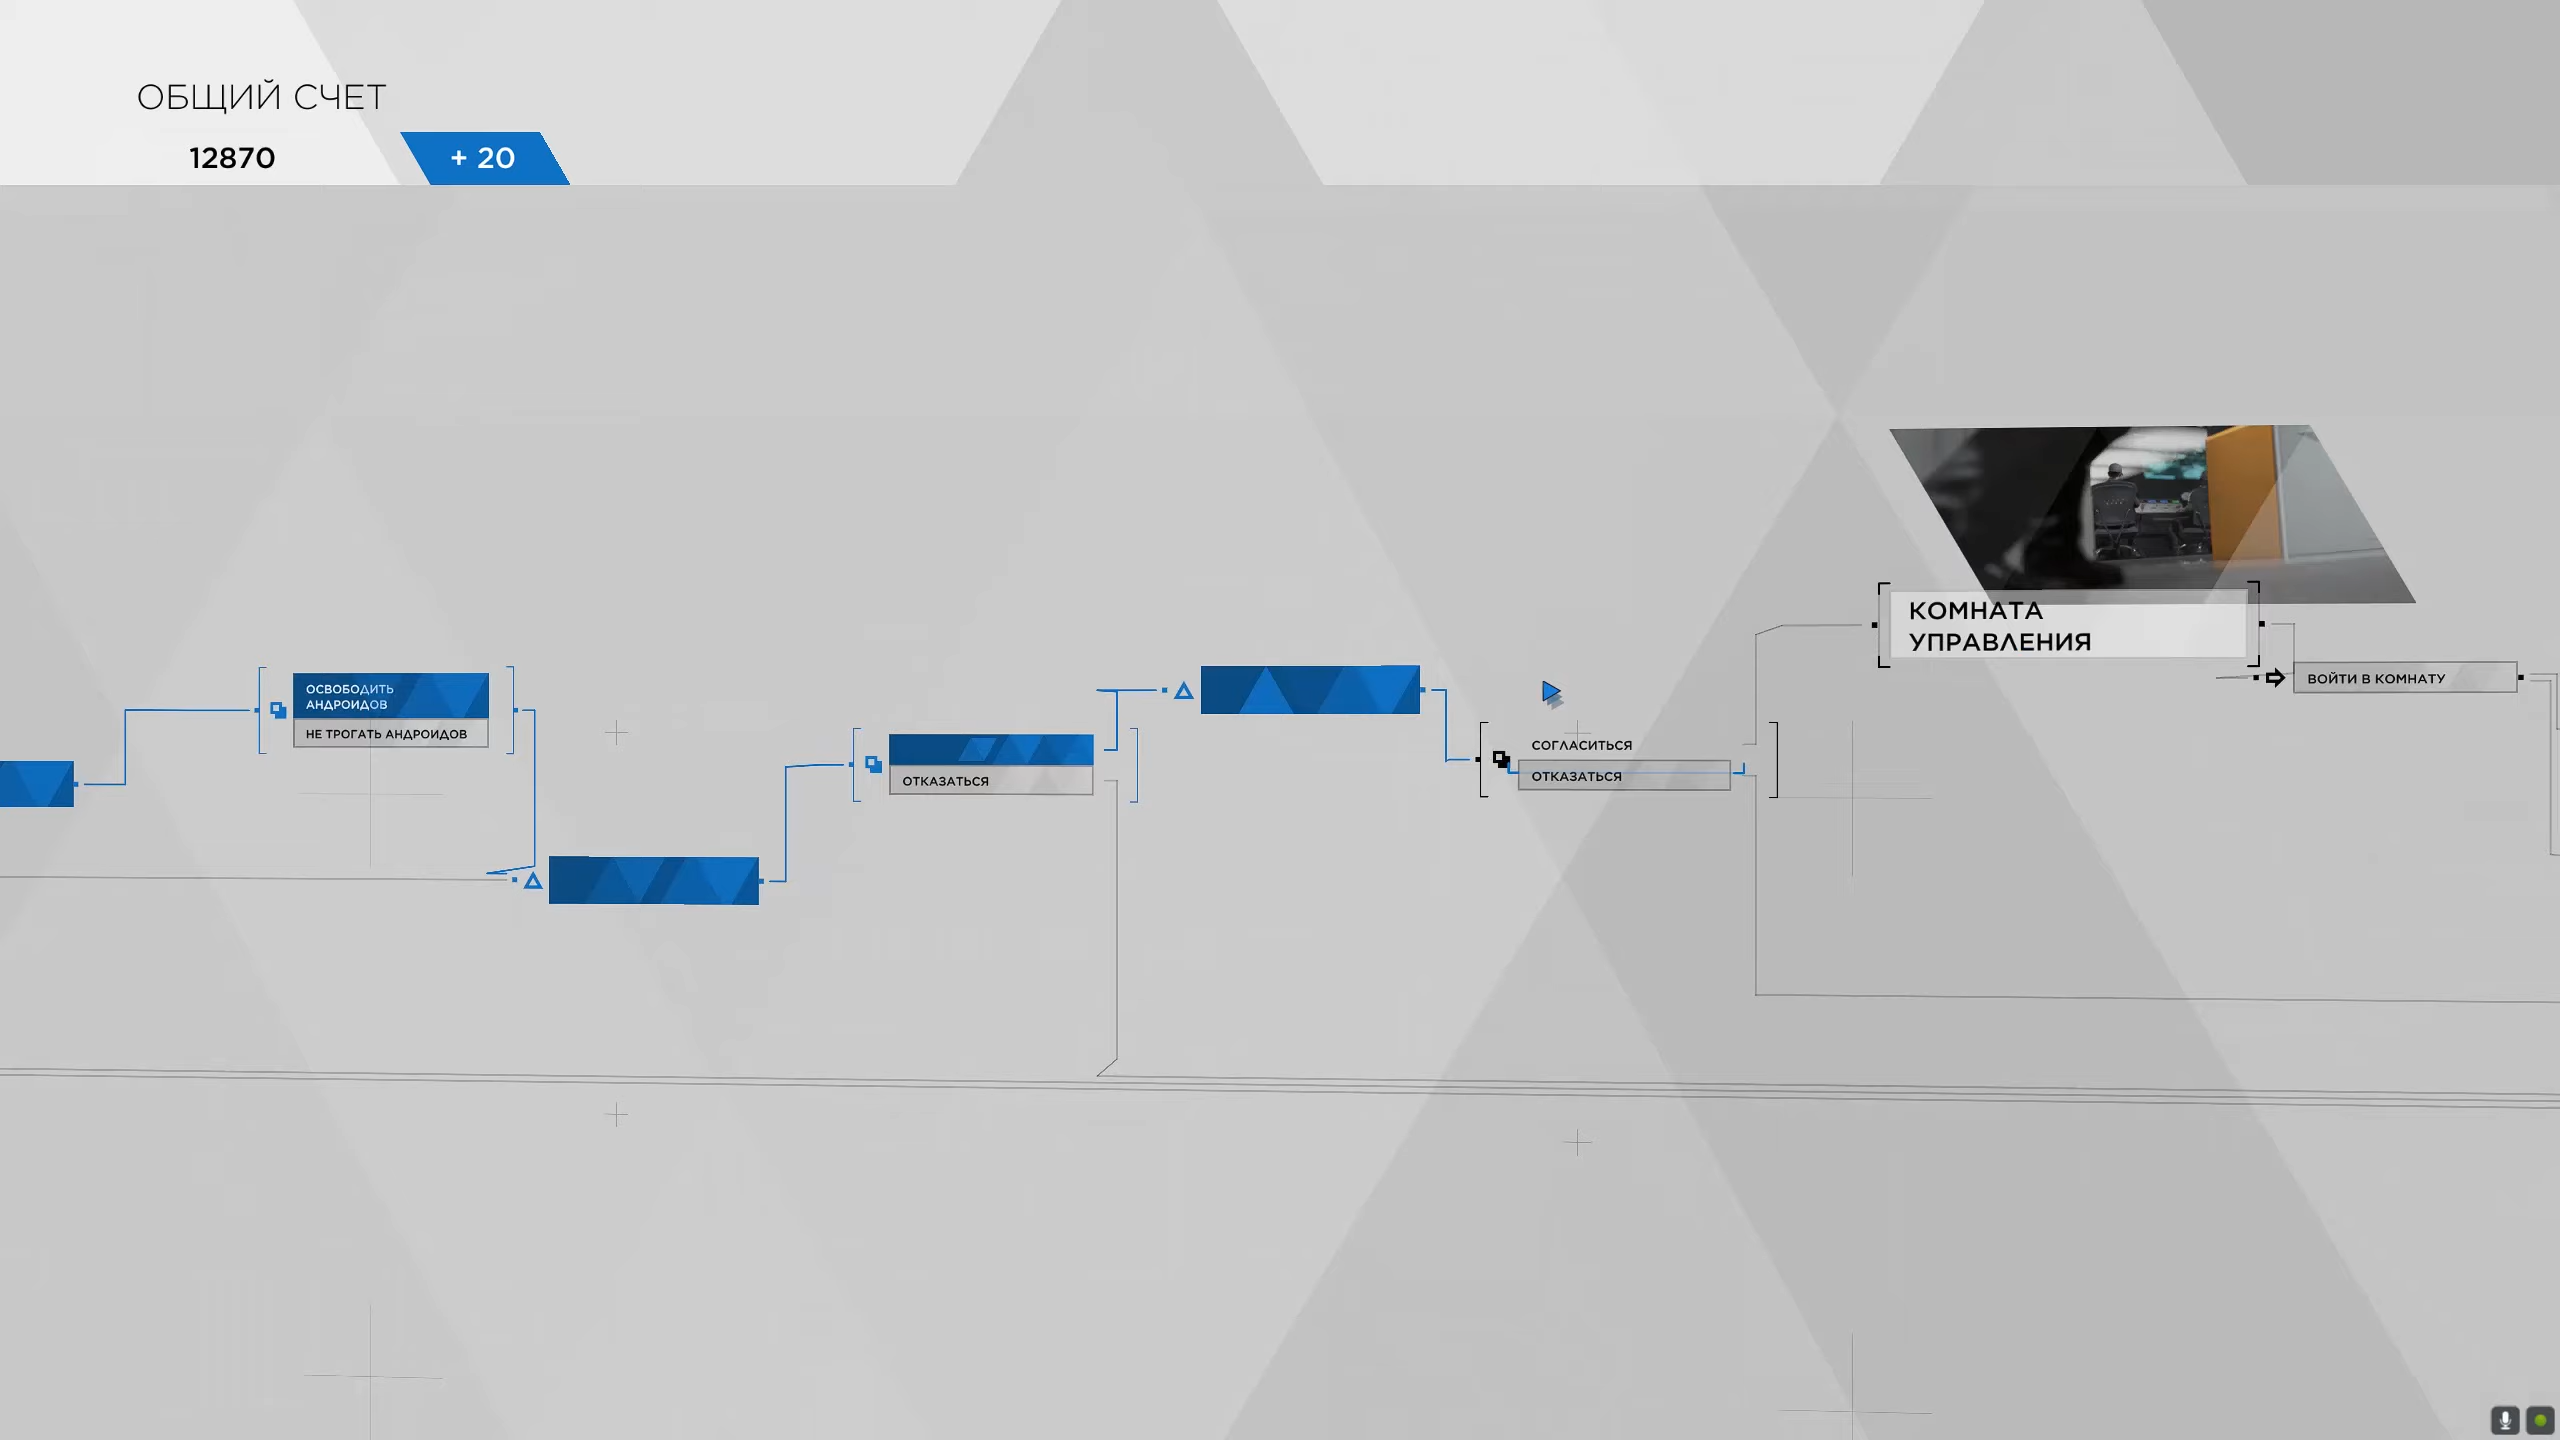 ОБЩИЙ СЧЕТ
12870
+ 20
ОСВОБОДИТЬ
АНДРОИДОВ
НЕ ТРОГАТЬ АНДРОИДОВ
ОТКАЗАТЬСЯ
СОГЛАСИТЬСЯ
ОТКАЗАТЬСЯ
КОМНАТА
УПРАВЛЕНИЯ
ВОЙТИ В КОМНАТУ